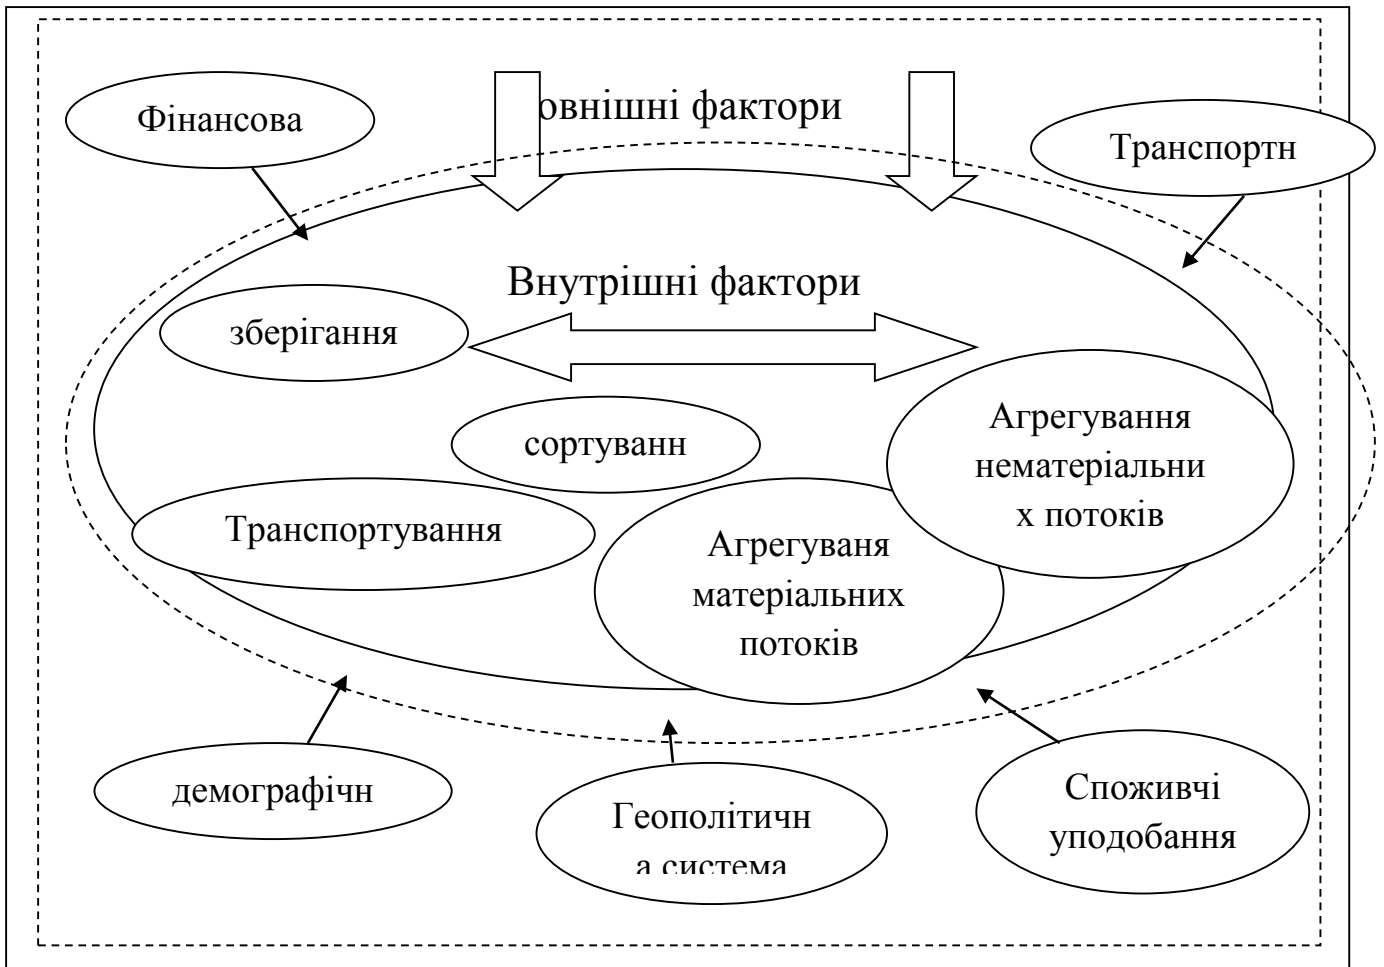 овнішні фактори
Фінансова
Транспортн
Внутрішні фактори
зберігання
сортуванн
Агрегування
нематеріальни
х потоків
Транспортування
Агрегуваня
матеріальних
потоків
демографічн
Геополітичн
а система
Споживчі
уподобання